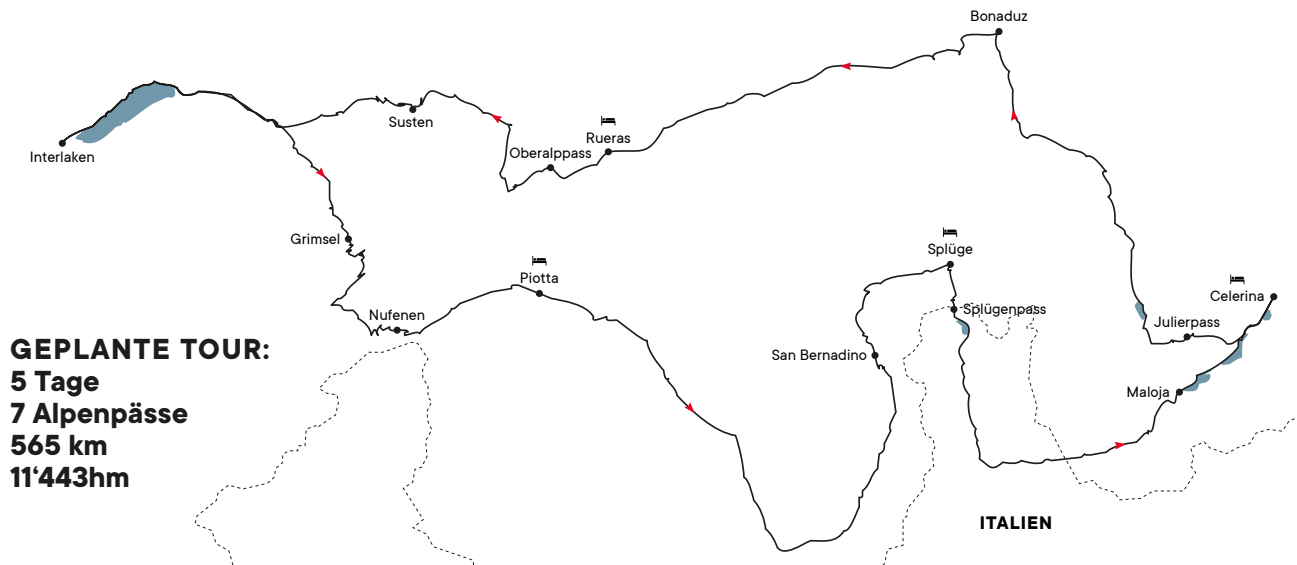 Bonaduz
Susten
Interlaken
Oberalppass
Rueras
Grimsel
Splüge
Piotta
Celerina
Nufenen
Splügenpass
Julierpass
San Bernadino
Maloja
GEPLANTE TOUR:
5 Tage
7 Alpenpässe
565 km
11‘443hm
ITALIEN